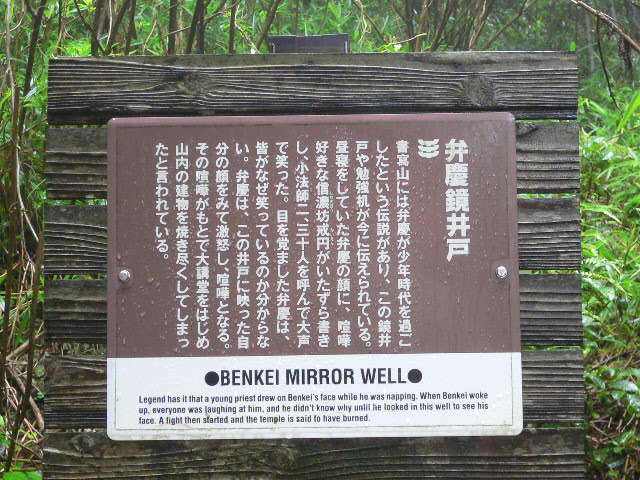 弁慶鏡井戸
書寫山には弁慶が少年時代を過ご
したという伝説があり、この鏡井
戸や勉強机が今に伝えられている。
昼寝をしていた弁慶の顔に、喧嘩
好きな信濃坊戒円がいたずら書き
し、小法師二、三十人を呼んで大声
で笑った。目を覚ました弁慶は、
皆がなぜ笑っているのか分からな
い。弁慶は、この井戸に映った自
分の顔をみて激怒し、喧嘩となる。
その喧嘩がもとで大講堂をはじめ
山内の建物を焼き尽くしてしまっ
たと言われている。
●BENKEI MIRROR WELL●
Legend has it that a young priest drew on Benkei's face while he was napping. When Benkei woke
up, everyone was laughing at him, and he didn't know why until he looked in this well to see his
face. A fight then started and the temple is said to have burned.